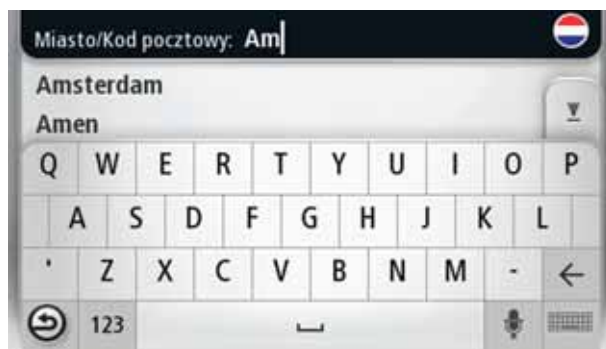 Miasto/Kod pocztowy: Am
Amsterdam
Amen
Q W E R T Y U I O P
A S D F G H J K L
' Z X C V B N M -
123